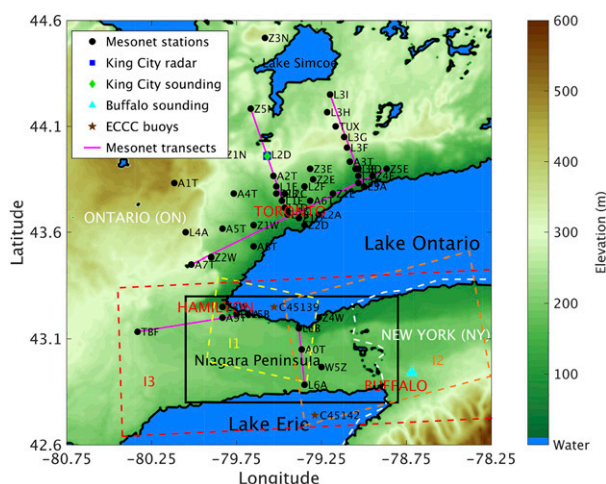 44.6
44.1
43.6
43.1
42.6
Latitude
-80.75
-80.25
-79.75
-79.25
-78.75
-78.25
Longitude
Mesonet stations
King City radar
King City sounding
Buffalo sounding
ECCC buoys
Mesonet transects
Z3N
Lake Simcoe
L3I
Z5N
L3H
TUX
L3G
L3F
Z1N
L2D
A3T
Z3E
Z5E
A1T
A2T
Z2E
L2F
A4T
A6T
Z1E
TORONTO
ONTARIO (ON)
L4A
A5T
Z1W
L2D
Z2W
A7T
Lake Ontario
HAMILTON
C45139
Z4W
TBF
NEW YORK (NY)
I1
A0T
Niagara Peninsula
I2
I3
W5Z
L6A
BUFFALO
Lake Erie
C45142
600
500
400
300
200
100
Water
Elevation (m)